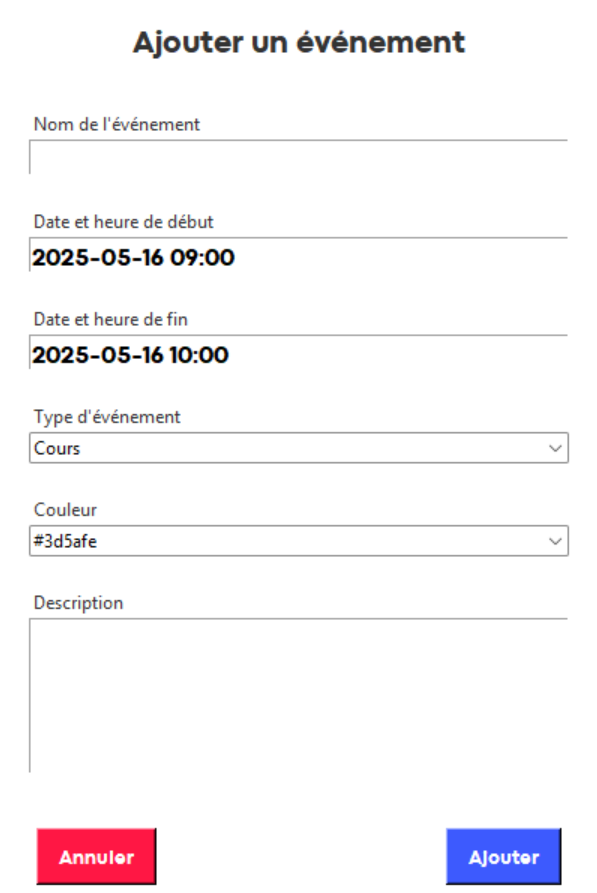 Ajouter un événement
Nom de l'événement
Date et heure de début
2025-05-16 09:00
Date et heure de fin
2025-05-16 10:00
Type d'événement
Cours
Couleur
#3d5afe
Description
Annuler
Ajouter